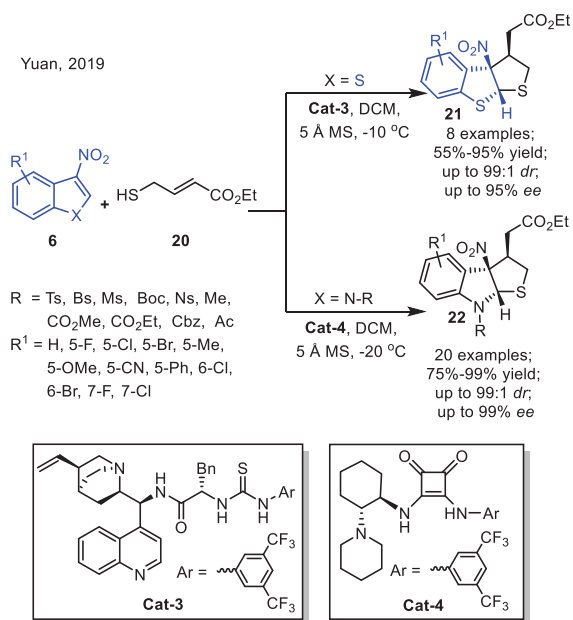 Yuan, 2019
R¹
NO₂
X
6
+
HS
CO₂Et
20
X = S
Cat-3, DCM,
5 Å MS, -10 °C
R¹
O₂N
CO₂Et
S
S
H
21
8 examples;
55%-95% yield;
up to 99:1 dr;
up to 95% ee
X = N-R
Cat-4, DCM,
5 Å MS, -20 °C
R¹
O₂N
CO₂Et
S
N
H
R
22
20 examples;
75%-99% yield;
up to 99:1 dr;
up to 99% ee
R = Ts, Bs, Ms, Boc, Ns, Me,
CO₂Me, CO₂Et, Cbz, Ac
R¹ = H, 5-F, 5-Cl, 5-Br, 5-Me,
5-OMe, 5-CN, 5-Ph, 6-Cl,
6-Br, 7-F, 7-Cl
N
Bn
S
NH
O
N
H
N
H
Ar
N
Ar =
CF₃
CF₃
Cat-3
O
O
N
H
HN
Ar
N
Ar =
CF₃
CF₃
Cat-4